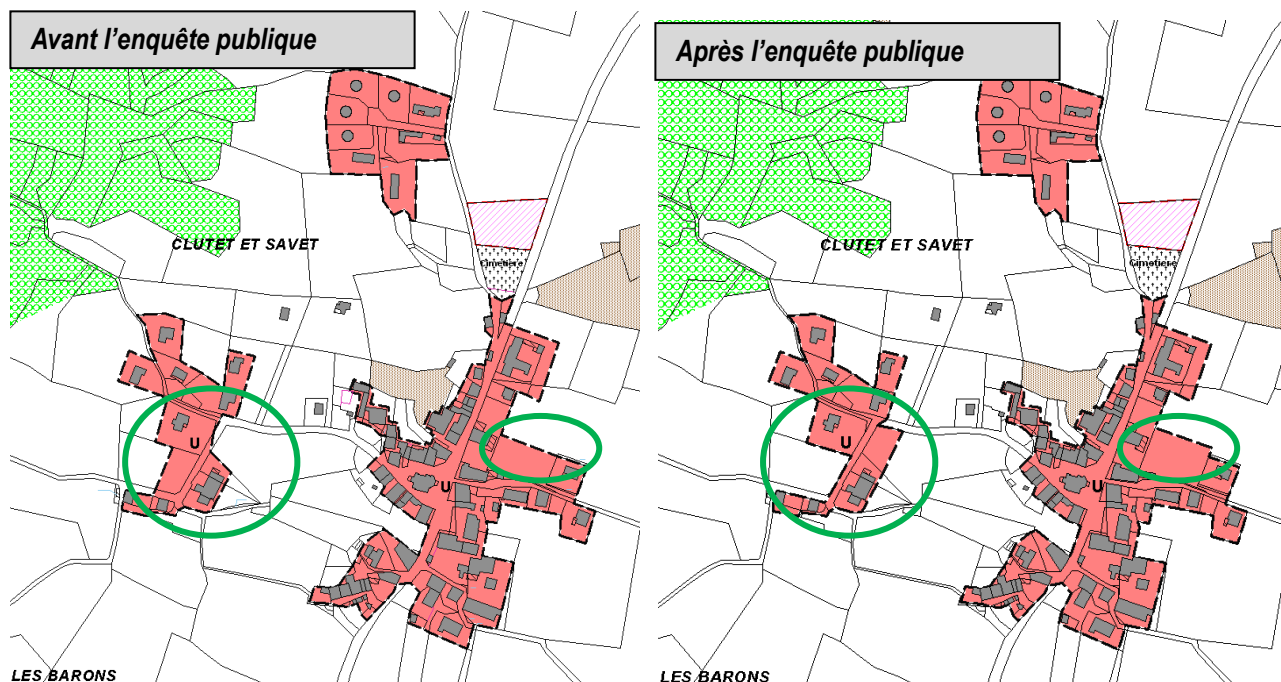 Avant l’enquête publique
CLUTET ET SAVET
Cimetière
U
U
LES BARONS
Après l’enquête publique
CLUTET ET SAVET
Cimetière
U
U
LES BARONS